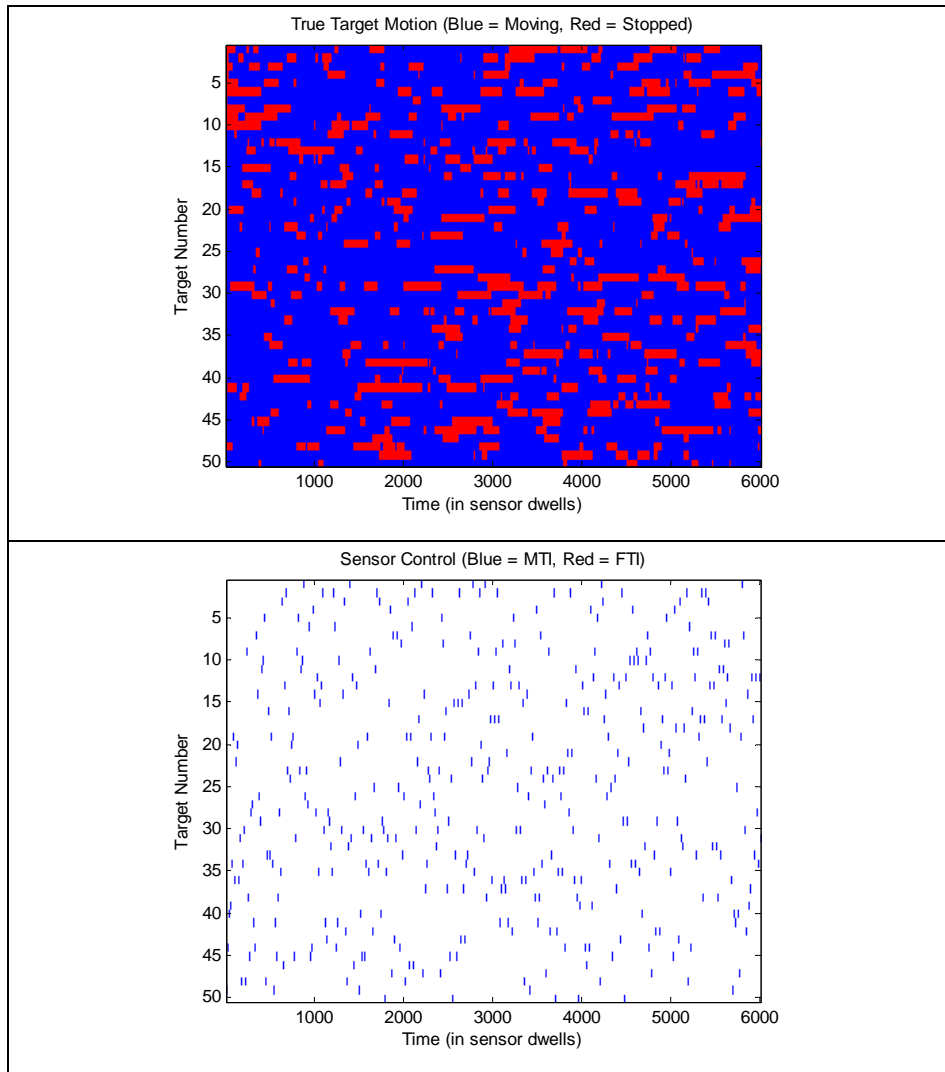 True Target Motion (Blue = Moving, Red = Stopped)
5
10
15
20
25
30
35
40
45
50
Target Number
1000 2000 3000 4000 5000 6000
Time (in sensor dwells)
Sensor Control (Blue = MTI, Red = FTI)
5
10
15
20
25
30
35
40
45
50
Target Number
1000 2000 3000 4000 5000 6000
Time (in sensor dwells)